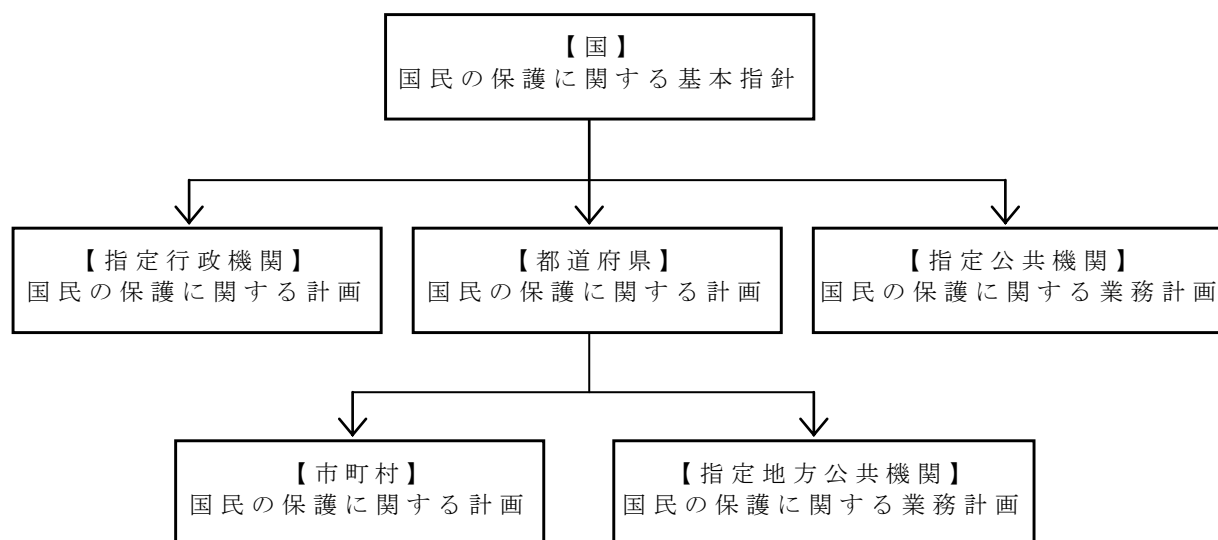 【国】
国民の保護に関する基本指針
【指定行政機関】
国民の保護に関する計画
【都道府県】
国民の保護に関する計画
【指定公共機関】
国民の保護に関する業務計画
【市町村】
国民の保護に関する計画
【指定地方公共機関】
国民の保護に関する業務計画